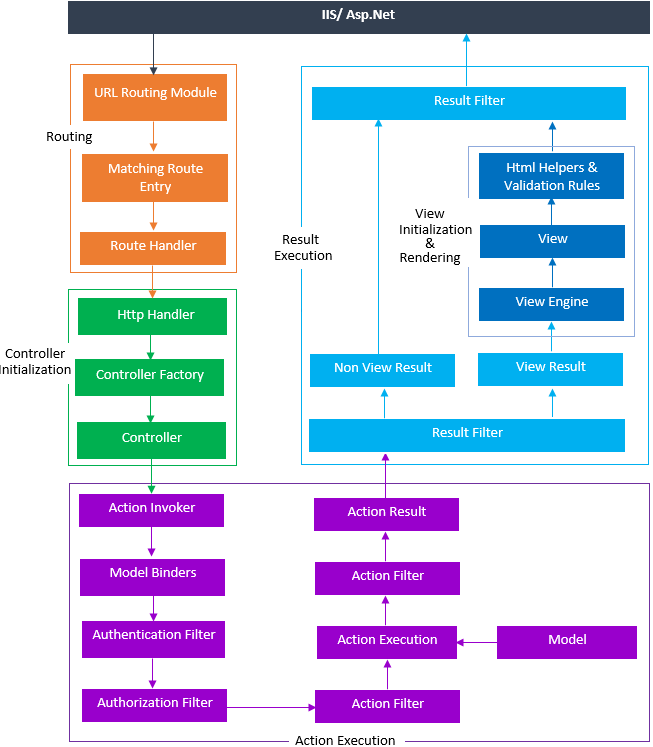 IIS/ Asp.Net
URL Routing Module
Routing
Matching Route
Entry
Route Handler
Http Handler
Controller
Initialization
Controller Factory
Controller
Result Filter
Html Helpers &
Validation Rules
View
Initialization
&
Rendering
View
Result
Execution
View Engine
Non View Result
View Result
Result Filter
Action Invoker
Model Binders
Authentication Filter
Authorization Filter
Action Result
Action Filter
Action Execution
Model
Action Filter
Action Execution